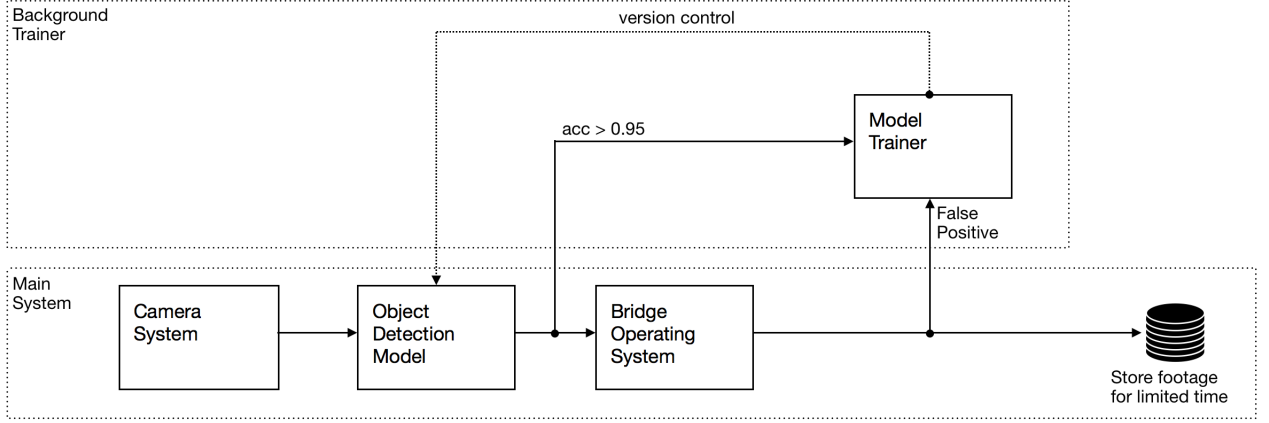 Background
Trainer
version control
acc > 0.95
Model
Trainer
False
Positive
Main
System
Camera
System
Object
Detection
Model
Bridge
Operating
System
Store footage
for limited time